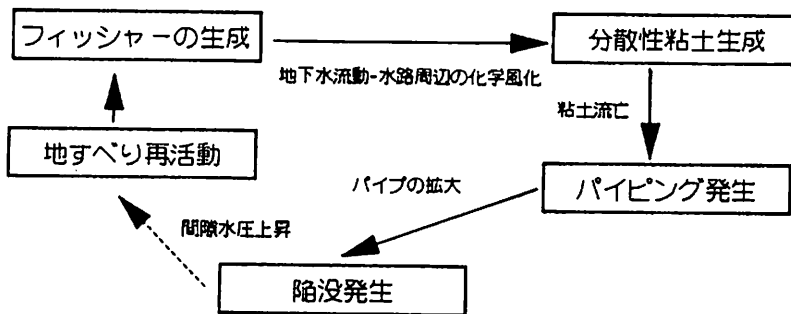 フィッシャーの生成
分散性粘土生成
地下水流動-水路周辺の化学風化
粘土流亡
地すべり再活動
パイプの拡大
パイピング発生
間隙水圧上昇
陥没発生